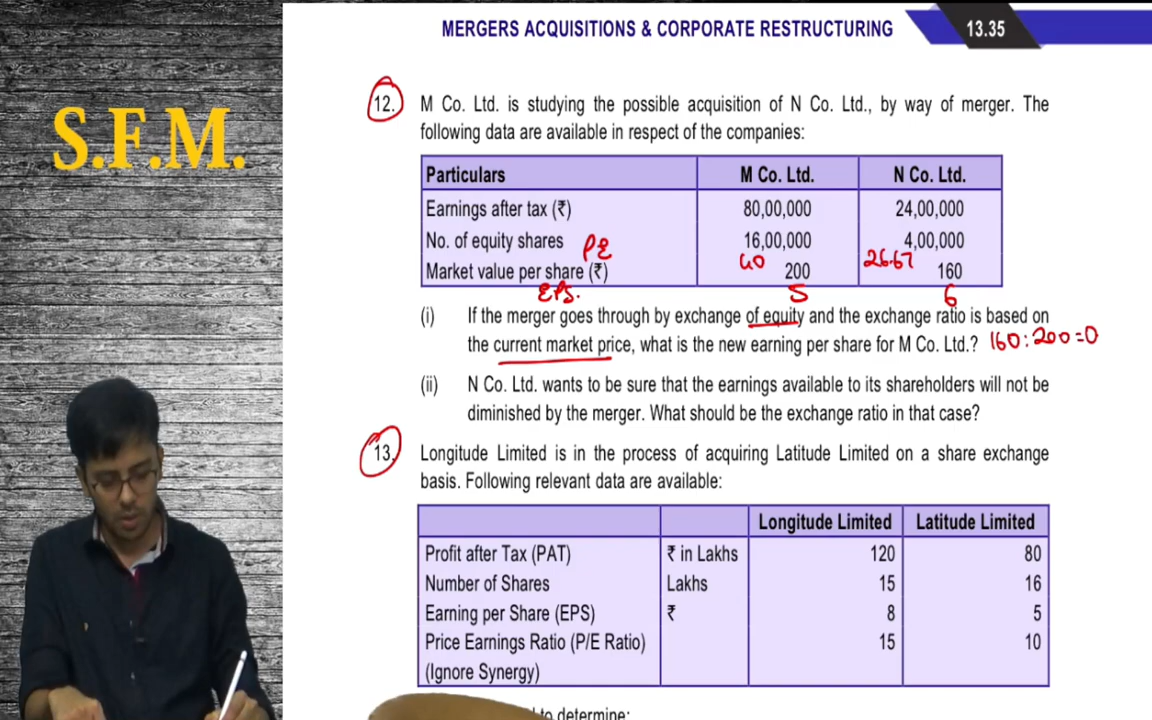 MERGERS ACQUISITIONS & CORPORATE RESTRUCTURING 13.35
S.F.M.
12. M Co. Ltd. is studying the possible acquisition of N Co. Ltd., by way of merger. The
following data are available in respect of the companies:
Particulars M Co. Ltd. N Co. Ltd.
Earnings after tax (₹) 80,00,000 24,00,000
No. of equity shares 16,00,000 4,00,000
PE 40 26.67
Market value per share (₹) 200 160
EPS. 5 6
(i) If the merger goes through by exchange of equity and the exchange ratio is based on
the current market price, what is the new earning per share for M Co. Ltd.? 160:200=0
(ii) N Co. Ltd. wants to be sure that the earnings available to its shareholders will not be
diminished by the merger. What should be the exchange ratio in that case?
13. Longitude Limited is in the process of acquiring Latitude Limited on a share exchange
basis. Following relevant data are available:
Longitude Limited Latitude Limited
Profit after Tax (PAT) ₹ in Lakhs 120 80
Number of Shares Lakhs 15 16
Earning per Share (EPS) ₹ 8 5
Price Earnings Ratio (P/E Ratio) 15 10
(Ignore Synergy)
to determine: